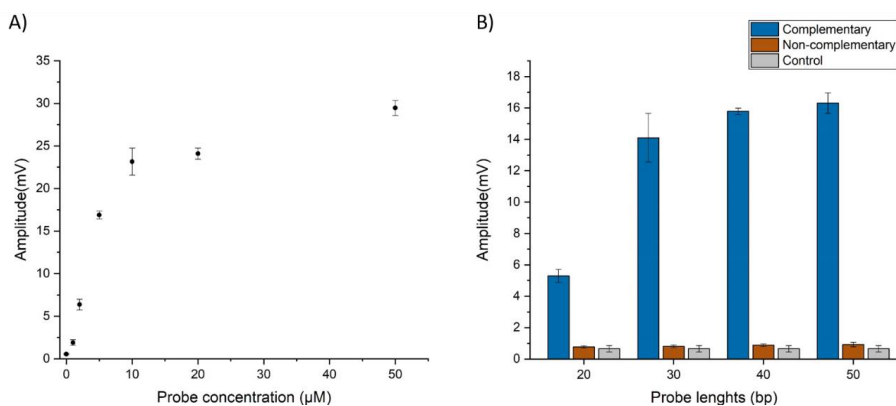 A)
35
30
25
20
15
10
5
0
Amplitude(mV)
0 10 20 30 40 50
Probe concentration (μM)
B)
Complementary
Non-complementary
Control
18
16
14
12
10
8
6
4
2
0
Amplitude(mV)
20 30 40 50
Probe lenghts (bp)